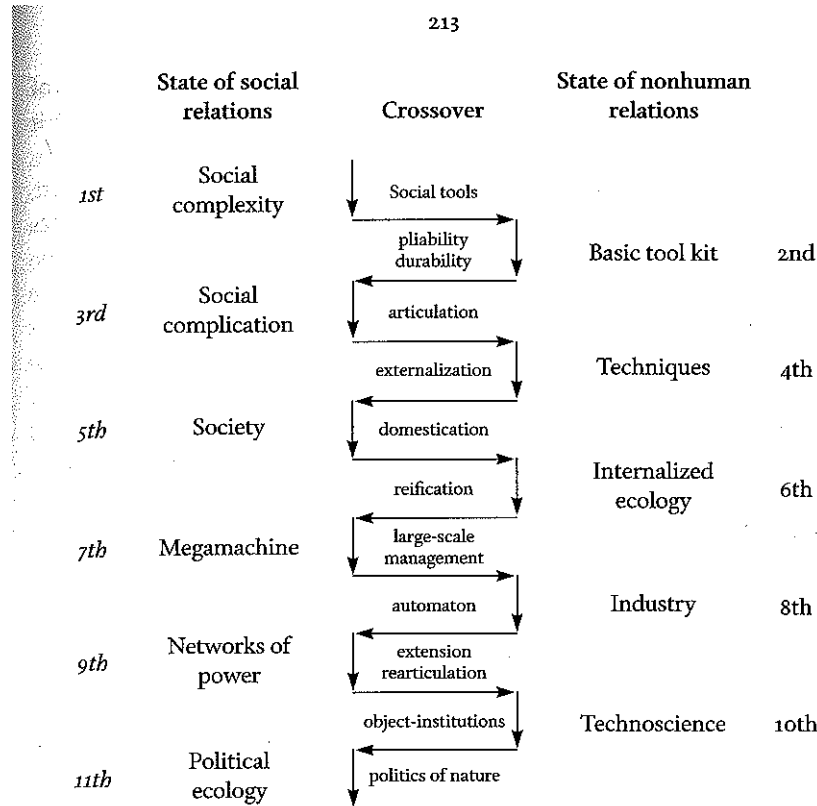 213
State of social
relations
Crossover
State of nonhuman
relations
1st
Social
complexity
Social tools
pliability
durability
Basic tool kit
2nd
3rd
Social
complication
articulation
externalization
Techniques
4th
5th
Society
domestication
reification
Internalized
ecology
6th
7th
Megamachine
large-scale
management
automaton
Industry
8th
9th
Networks of
power
extension
rearticulation
object-institutions
Technoscience
10th
11th
Political
ecology
politics of nature